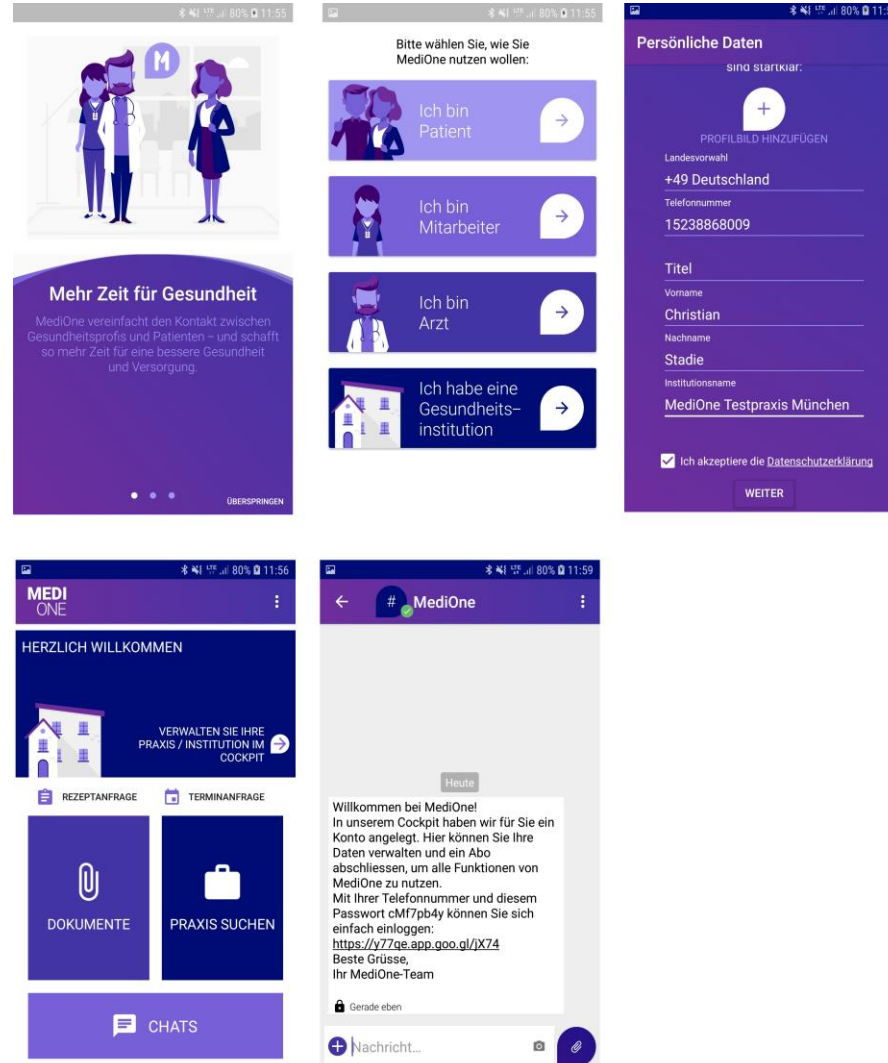 80% 11:55
M
Mehr Zeit für Gesundheit
MediOne vereinfacht den Kontakt zwischen
Gesundheitsprofis und Patienten – und schafft
so mehr Zeit für eine bessere Gesundheit
und Versorgung.
ÜBERSPRINGEN
80% 11:55
Bitte wählen Sie, wie Sie
MediOne nutzen wollen:
Ich bin
Patient
Ich bin
Mitarbeiter
Ich bin
Arzt
Ich habe eine
Gesundheits–
institution
LTE 80%
Persönliche Daten
sind startklar:
PROFILBILD HINZUFÜGEN
Landesvorwahl
+49 Deutschland
Telefonnummer
15238868009
Titel
Vorname
Christian
Nachname
Stadie
Institutionsname
MediOne Testpraxis München
Ich akzeptiere die Datenschutzerklärung
WEITER
LTE 80% 11:56
MEDI
ONE
HERZLICH WILLKOMMEN
VERWALTEN SIE IHRE
PRAXIS / INSTITUTION IM
COCKPIT
REZEPTANFRAGE TERMINANFRAGE
DOKUMENTE PRAXIS SUCHEN
CHATS
LTE 80% 11:59
# MediOne
Heute
Willkommen bei MediOne!
In unserem Cockpit haben wir für Sie ein
Konto angelegt. Hier können Sie Ihre
Daten verwalten und ein Abo
abschliessen, um alle Funktionen von
MediOne zu nutzen.
Mit Ihrer Telefonnummer und diesem
Passwort cMf7pb4y können Sie sich
einfach einloggen:
https://y77qe.app.goo.gl/jX74
Beste Grüsse,
Ihr MediOne-Team
Gerade eben
Nachricht...